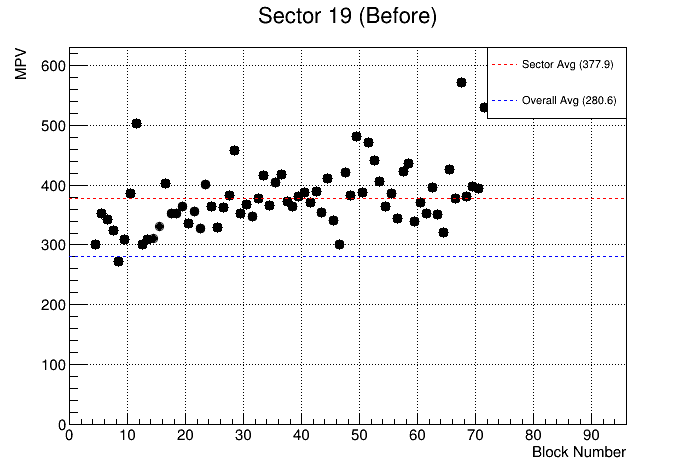 Sector 19 (Before)
MPV
Sector Avg (377.9)
Overall Avg (280.6)
600
500
400
300
200
100
0
0 10 20 30 40 50 60 70 80 90
Block Number